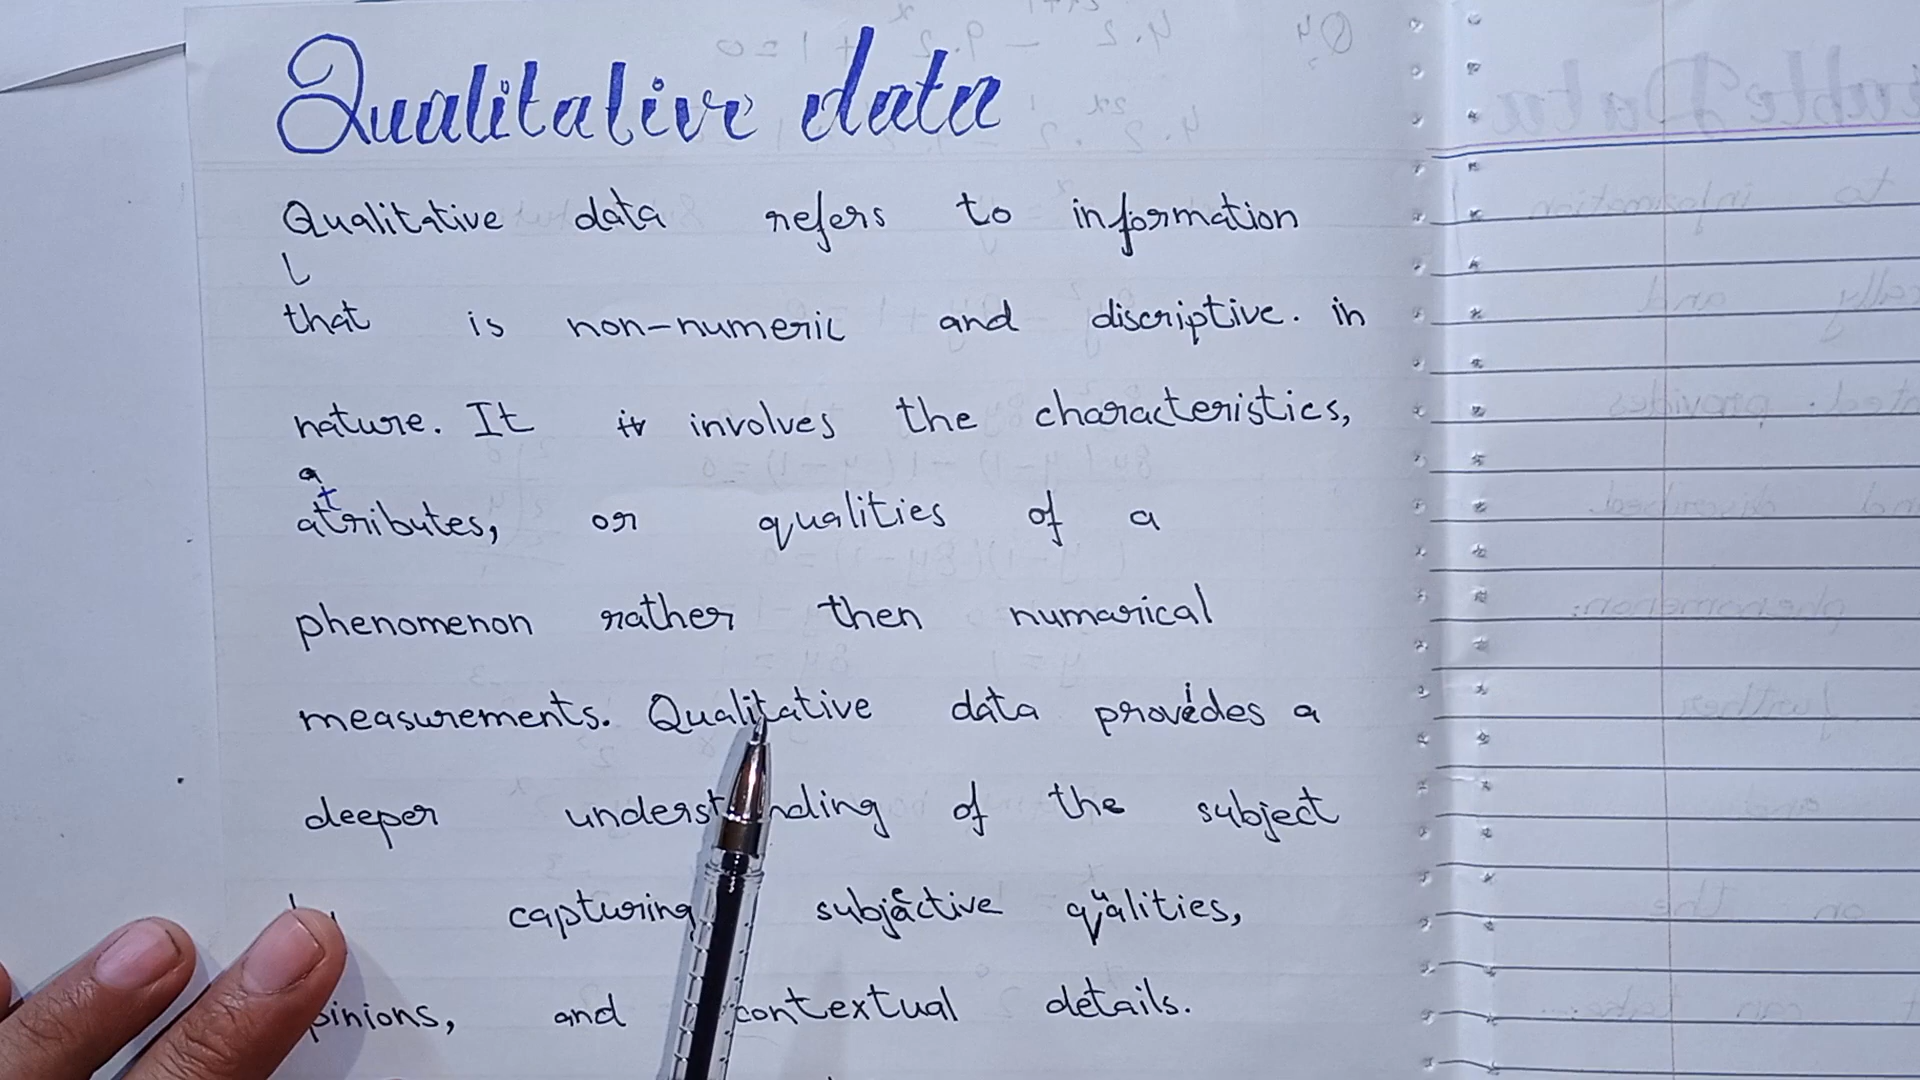 Qualitative data
Qualitative data refers to information
that is non-numeric and discriptive. in
nature. It involves the characteristics,
attributes, or qualities of a
phenomenon rather then numarical
measurements. Qualitative data provides a
deeper understanding of the subject
capturing subjective qualities,
pinions, and contextual details.